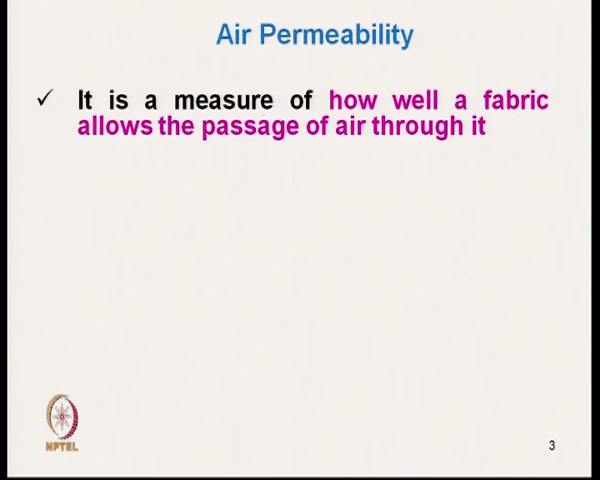 Air Permeability
✓ It is a measure of how well a fabric
allows the passage of air through it
NPTEL
3